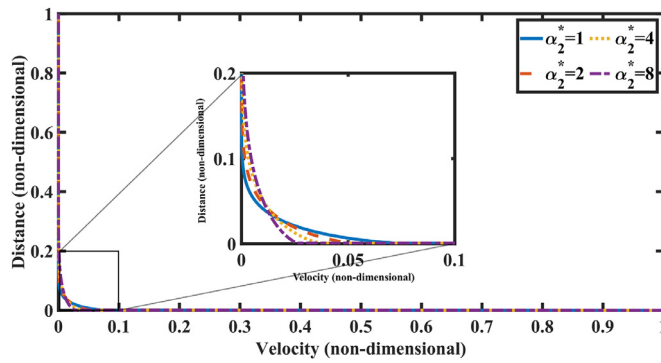 1
0.8
0.6
0.4
0.2
0
Distance (non-dimensional)
α₂*=1 α₂*=4
α₂*=2 α₂*=8
0.2
0.1
0
Distance (non-dimensional)
0 0.05 0.1
Velocity (non-dimensional)
0 0.1 0.2 0.3 0.4 0.5 0.6 0.7 0.8 0.9 1
Velocity (non-dimensional)